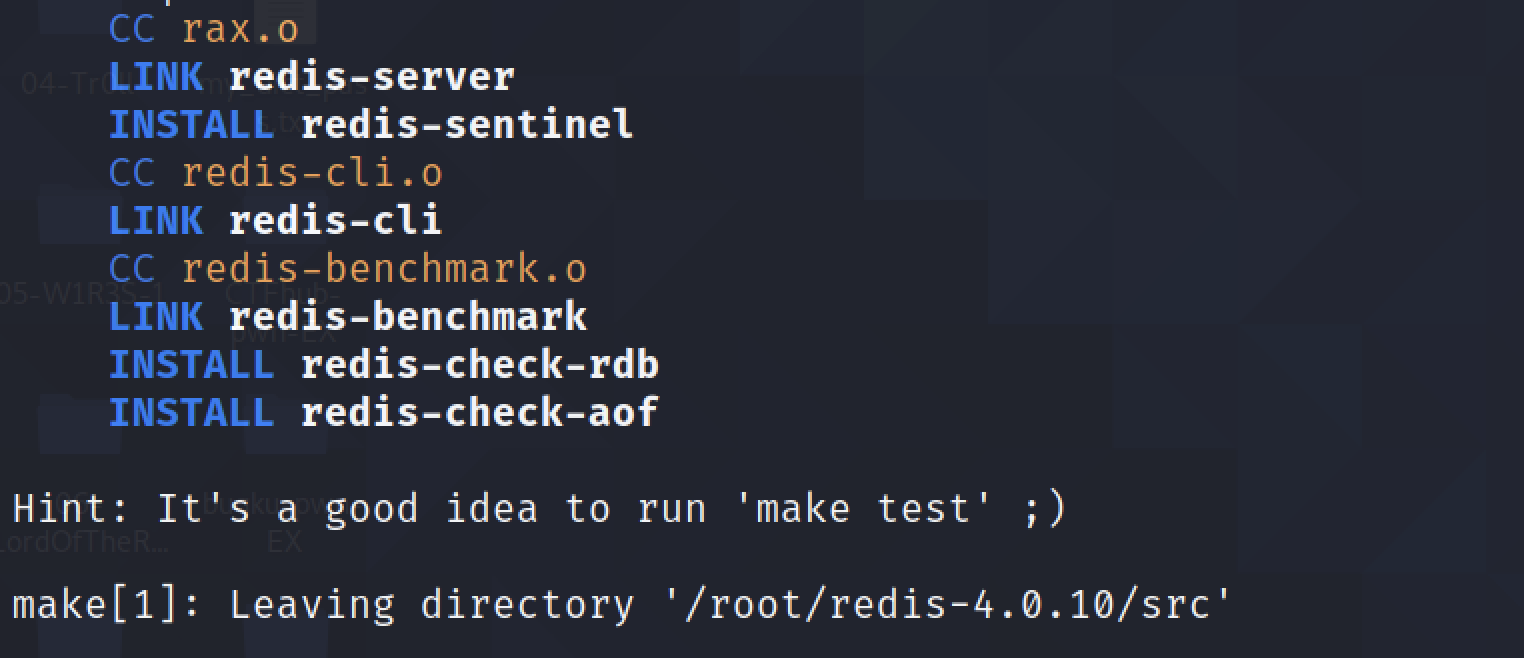 CC rax.o
LINK redis-server
INSTALL redis-sentinel
CC redis-cli.o
LINK redis-cli
CC redis-benchmark.o
LINK redis-benchmark
INSTALL redis-check-rdb
INSTALL redis-check-aof
Hint: It's a good idea to run 'make test' ;)
LordOfTheR... EX
make[1]: Leaving directory '/root/redis-4.0.10/src'